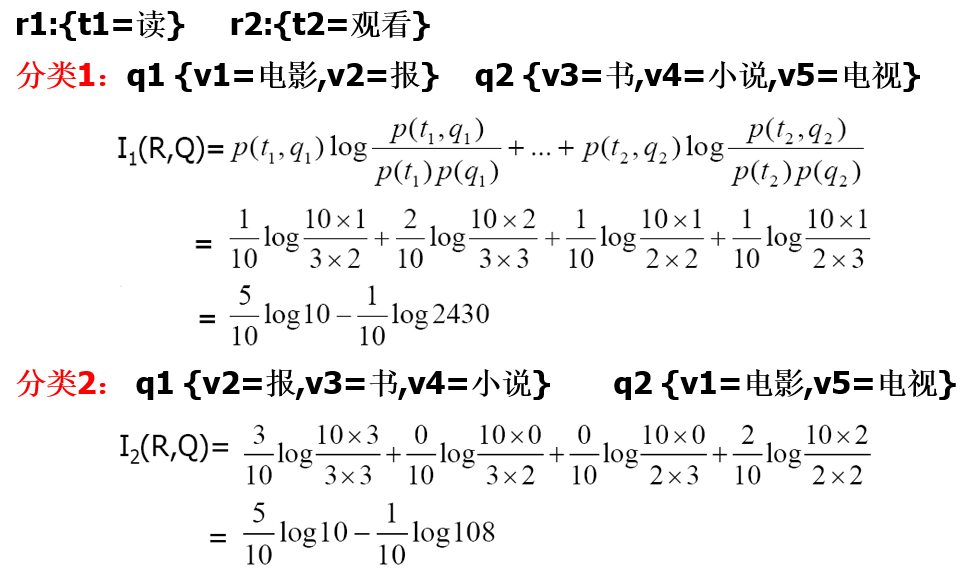 r1:{t1=读} r2:{t2=观看}
分类1：q1 {v1=电影,v2=报} q2 {v3=书,v4=小说,v5=电视}
I₁(R,Q)= p(t₁,q₁) log p(t₁,q₁)/p(t₁)p(q₁) + ... + p(t₂,q₂) log p(t₂,q₂)/p(t₂)p(q₂)
= 1/10 log 10×1/3×2 + 2/10 log 10×2/3×3 + 1/10 log 10×1/2×2 + 1/10 log 10×1/2×3
= 5/10 log10 − 1/10 log2430
分类2： q1 {v2=报,v3=书,v4=小说} q2 {v1=电影,v5=电视}
I₂(R,Q)= 3/10 log 10×3/3×3 + 0/10 log 10×0/3×2 + 0/10 log 10×0/2×3 + 2/10 log 10×2/2×2
= 5/10 log10 − 1/10 log108